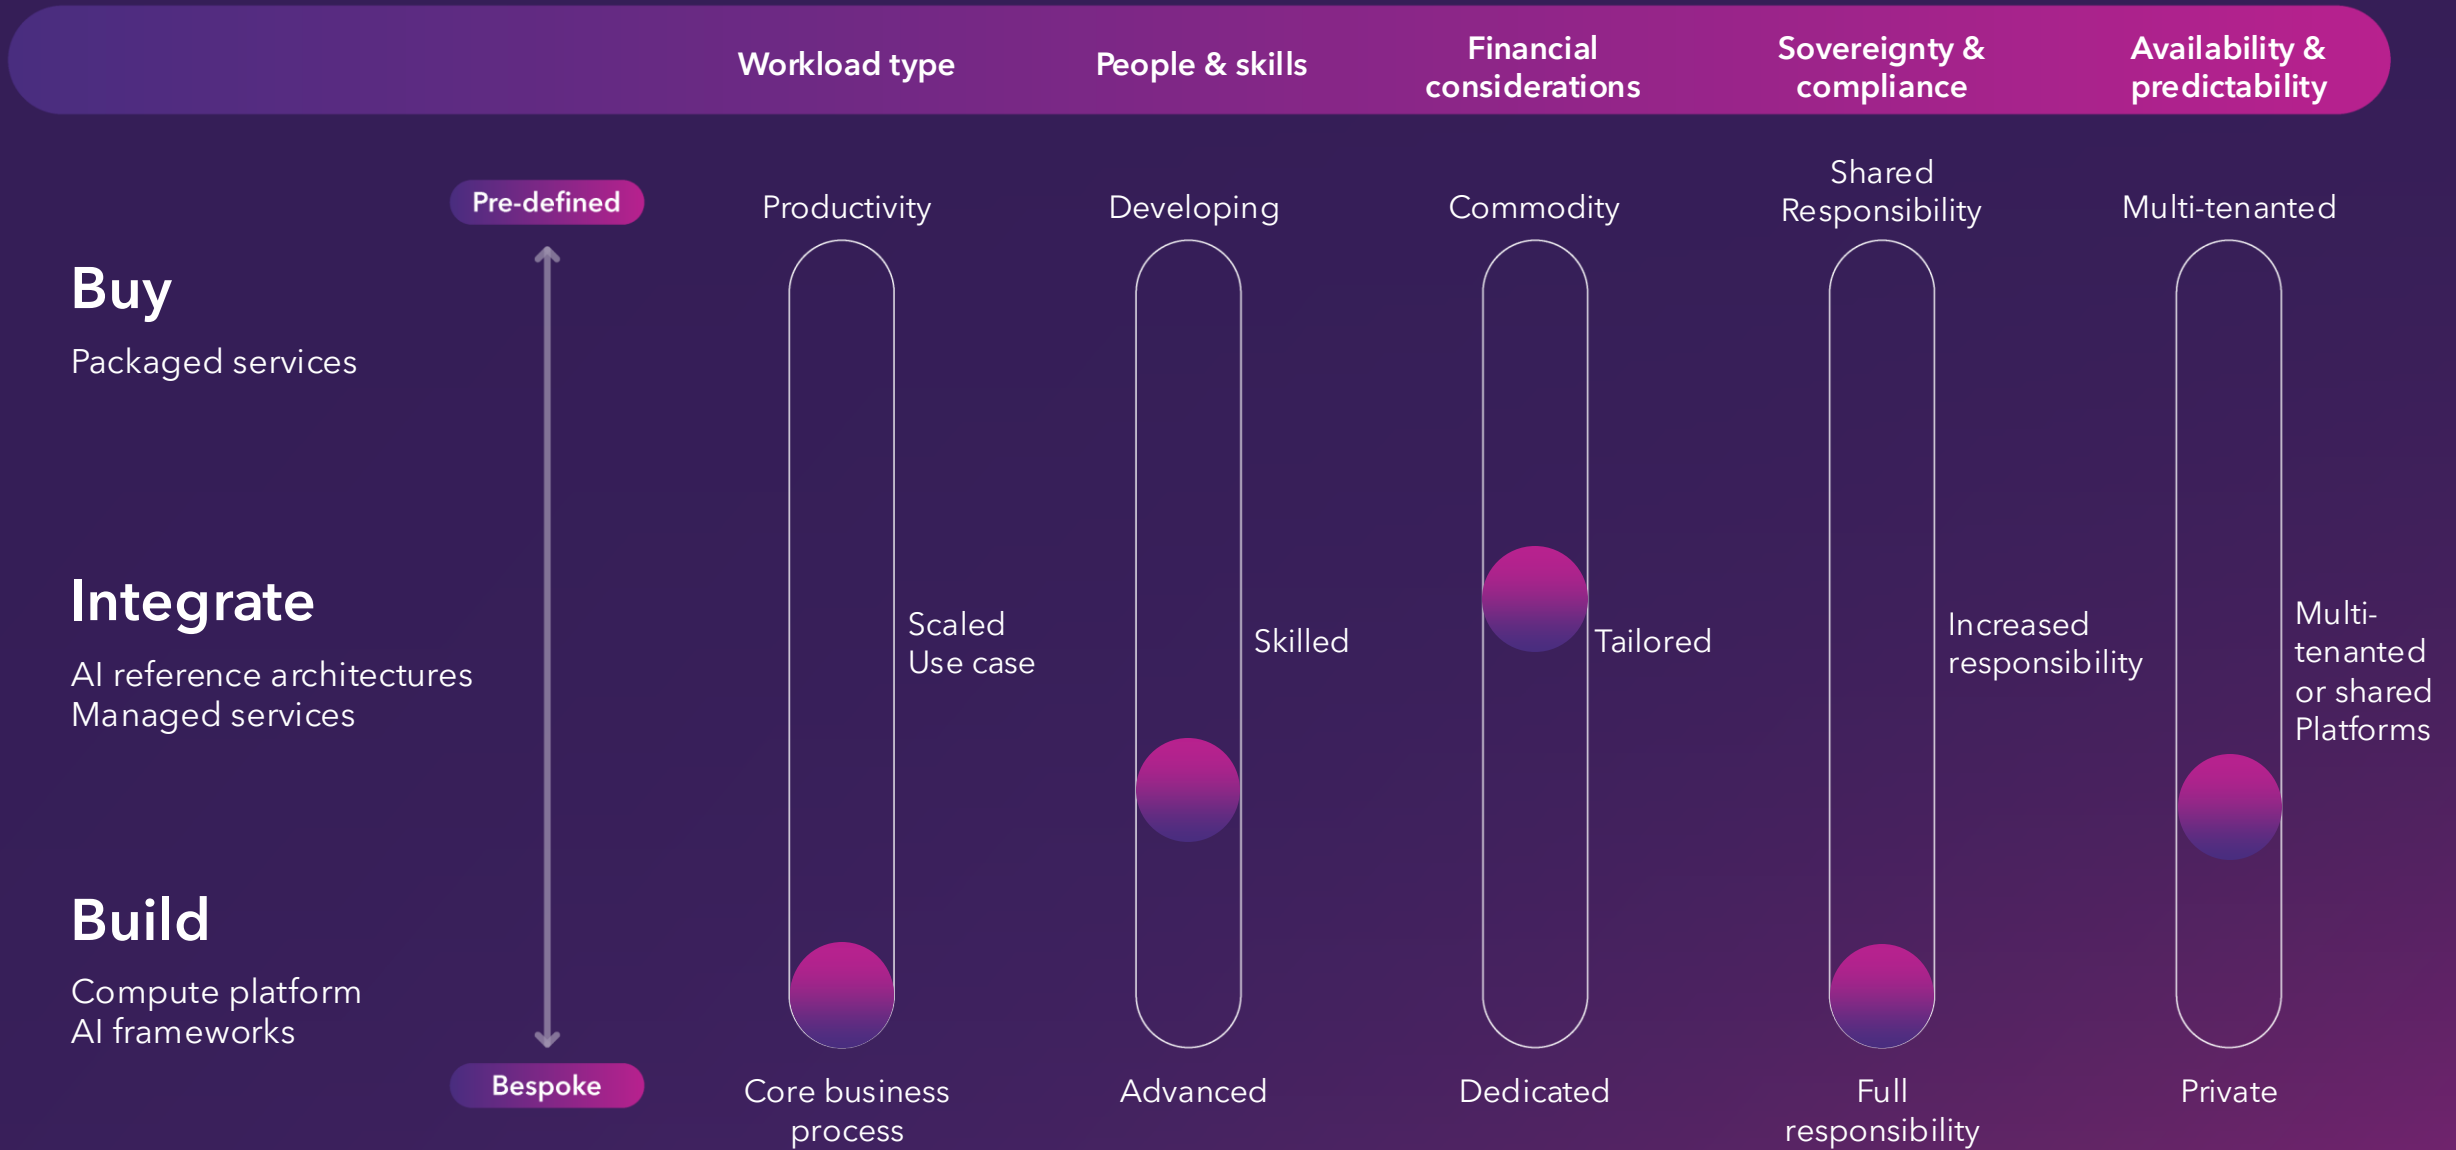 Workload type
People & skills
Financial
considerations
Sovereignty &
compliance
Availability &
predictability
Pre-defined
Productivity
Developing
Commodity
Shared
Responsibility
Multi-tenanted
Buy
Packaged services
Integrate
AI reference architectures
Managed services
Scaled
Use case
Skilled
Tailored
Increased
responsibility
Multi-
tenanted
or shared
Platforms
Build
Compute platform
AI frameworks
Bespoke
Core business
process
Advanced
Dedicated
Full
responsibility
Private